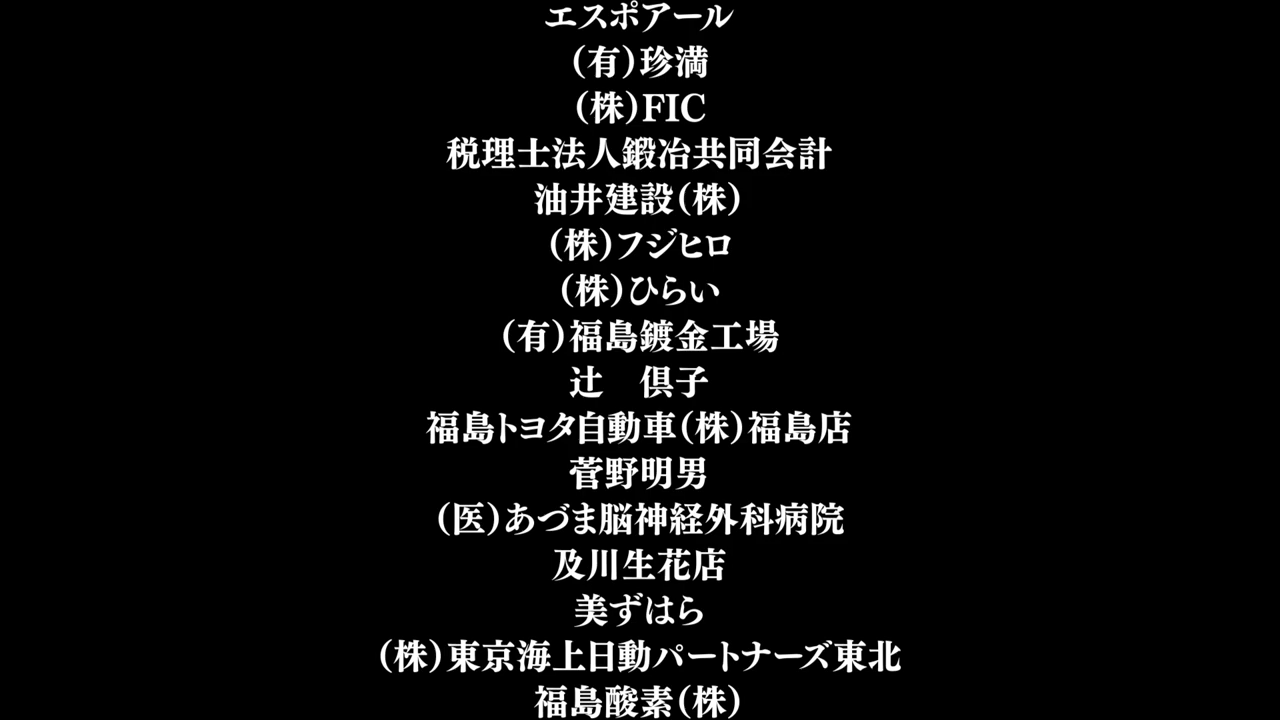 エスポアール
（有）珍満
（株）FIC
税理士法人鍛冶共同会計
油井建設（株）
（株）フジヒロ
（株）ひらい
（有）福島鍍金工場
辻　倶子
福島トヨタ自動車（株）福島店
菅野明男
（医）あづま脳神経外科病院
及川生花店
美ずはら
（株）東京海上日動パートナーズ東北
福島酸素（株）